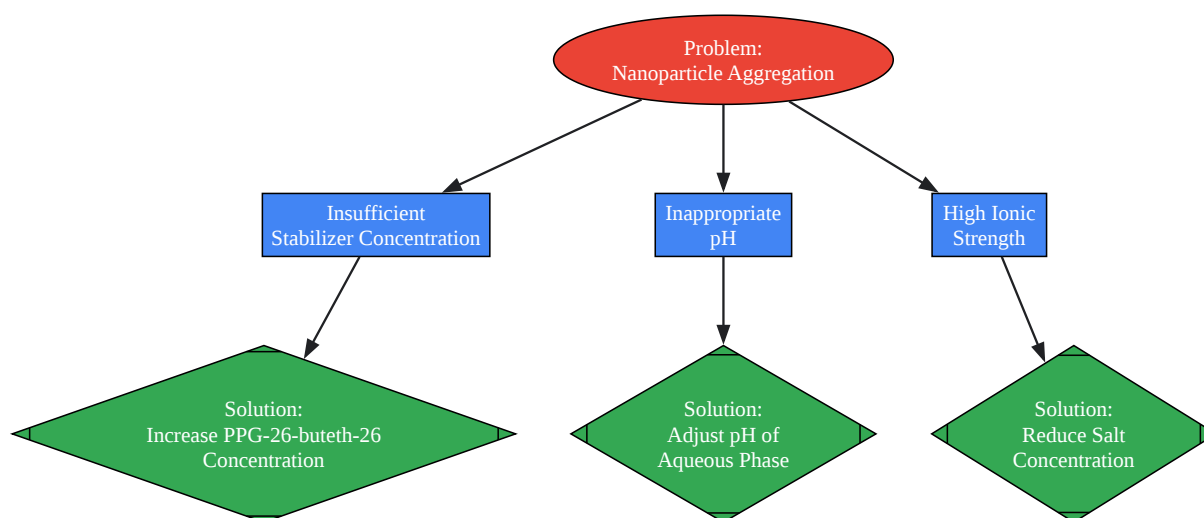 Problem:
Nanoparticle Aggregation
Insufficient
Stabilizer Concentration
Inappropriate
pH
High Ionic
Strength
Solution:
Increase PPG-26-buteth-26
Concentration
Solution:
Adjust pH of
Aqueous Phase
Solution:
Reduce Salt
Concentration